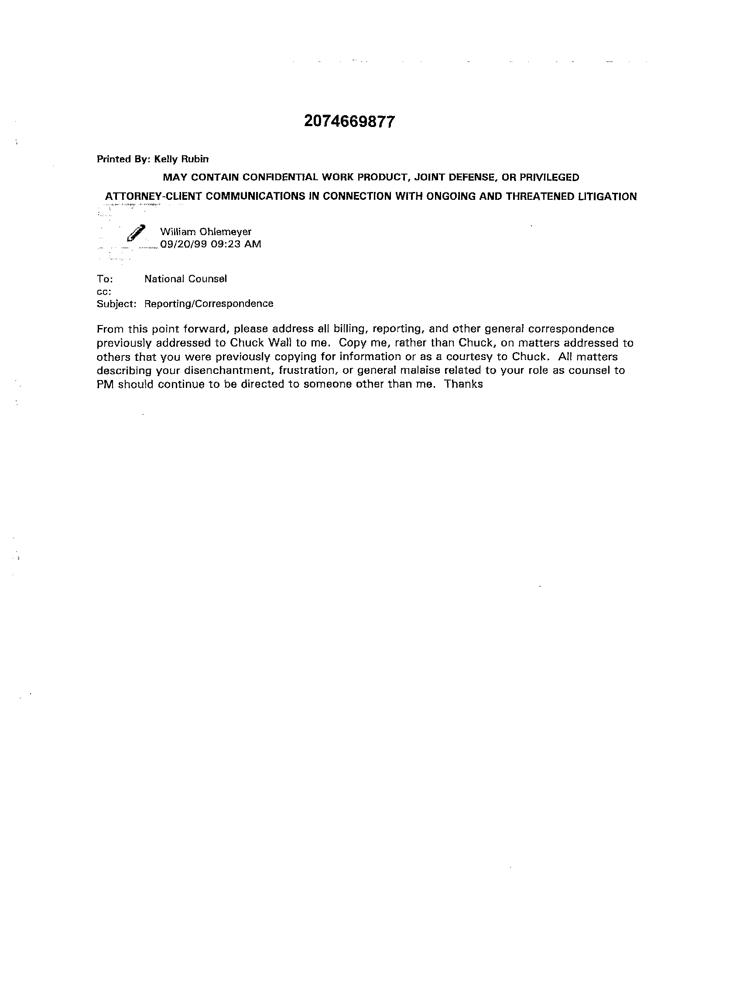 2074669877
Printed By: Kelly Rubin
MAY CONTAIN CONFIDENTIAL WORK PRODUCT, JOINT DEFENSE, OR PRIVILEGED
ATTORNEY-CLIENT COMMUNICATIONS IN CONNECTION WITH ONGOING AND THREATENED LITIGATION
William Ohlemeyer
09/20/99 09:23 AM
To: National Counsel
cc:
Subject: Reporting/Correspondence
From this point forward, please address all billing, reporting, and other general correspondence
previously addressed to Chuck Wall to me. Copy me, rather than Chuck, on matters addressed to
others that you were previously copying for information or as a courtesy to Chuck. All matters
describing your disenchantment, frustration, or general malaise related to your role as counsel to
PM should continue to be directed to someone other than me. Thanks